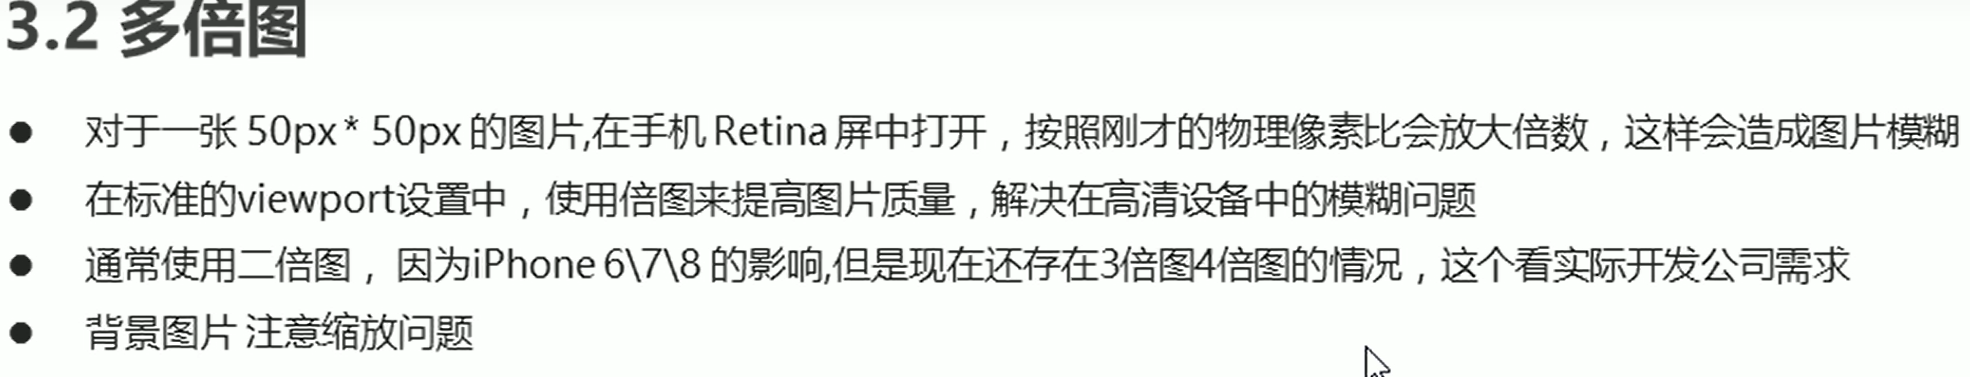 3.2 多倍图
● 对于一张 50px * 50px 的图片,在手机 Retina 屏中打开，按照刚才的物理像素比会放大倍数，这样会造成图片模糊
● 在标准的viewport设置中，使用倍图来提高图片质量，解决在高清设备中的模糊问题
● 通常使用二倍图， 因为iPhone 6\7\8 的影响,但是现在还存在3倍图4倍图的情况，这个看实际开发公司需求
● 背景图片 注意缩放问题